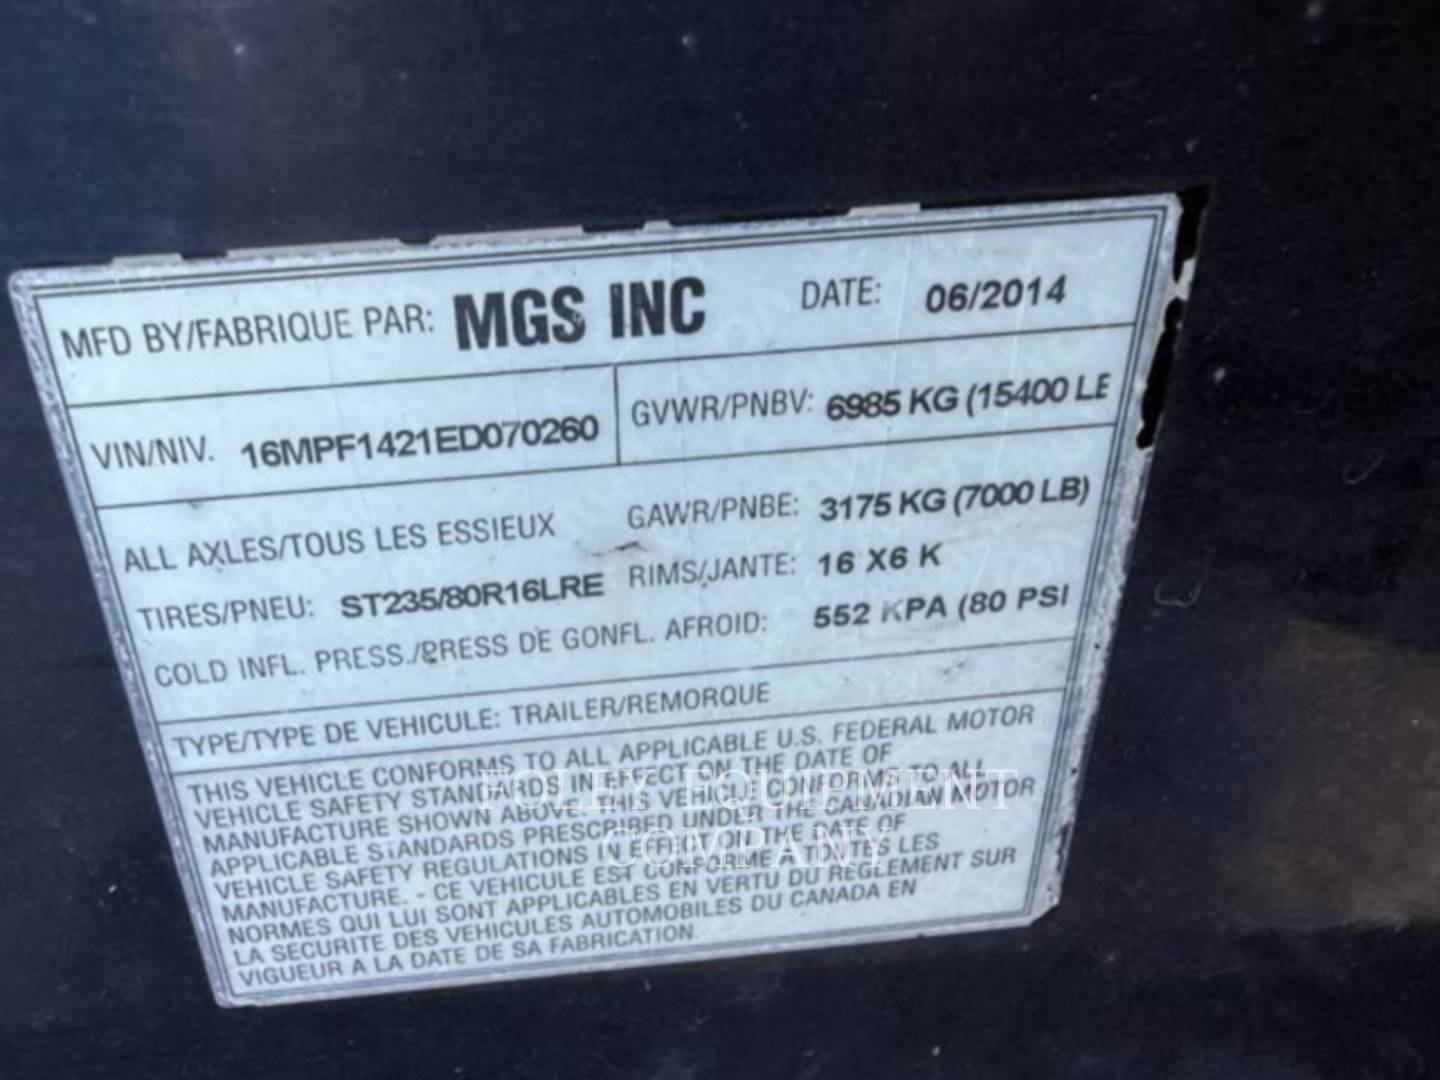 MFD BY/FABRIQUE PAR: MGS INC DATE: 06/2014
VIN/NIV. 16MPF1421ED070260 GVWR/PNBV: 6985 KG (15400 LB
ALL AXLES/TOUS LES ESSIEUX GAWR/PNBE: 3175 KG (7000 LB)
TIRES/PNEU: ST235/80R16LRE RIMS/JANTE: 16 X6 K
COLD INFL. PRESS./PRESS DE GONFL. AFROID: 552 KPA (80 PSI
TYPE/TYPE DE VEHICULE: TRAILER/REMORQUE
THIS VEHICLE CONFORMS TO ALL APPLICABLE U.S. FEDERAL MOTOR
VEHICLE SAFETY STANDARDS IN EFFECT ON THE DATE OF
MANUFACTURE SHOWN ABOVE. THIS VEHICLE CONFORMS TO ALL
APPLICABLE STANDARDS PRESCRIBED UNDER THE CANADIAN MOTOR
VEHICLE SAFETY REGULATIONS IN EFFECT ON THE DATE OF
MANUFACTURE. - CE VEHICULE EST CONFORME A TOUTES LES
NORMES QUI LUI SONT APPLICABLES EN VERTU DU REGLEMENT SUR
LA SECURITE DES VEHICULES AUTOMOBILES DU CANADA EN
VIGUEUR A LA DATE DE SA FABRICATION.
FOLEY EQUIPMENT
COMPANY